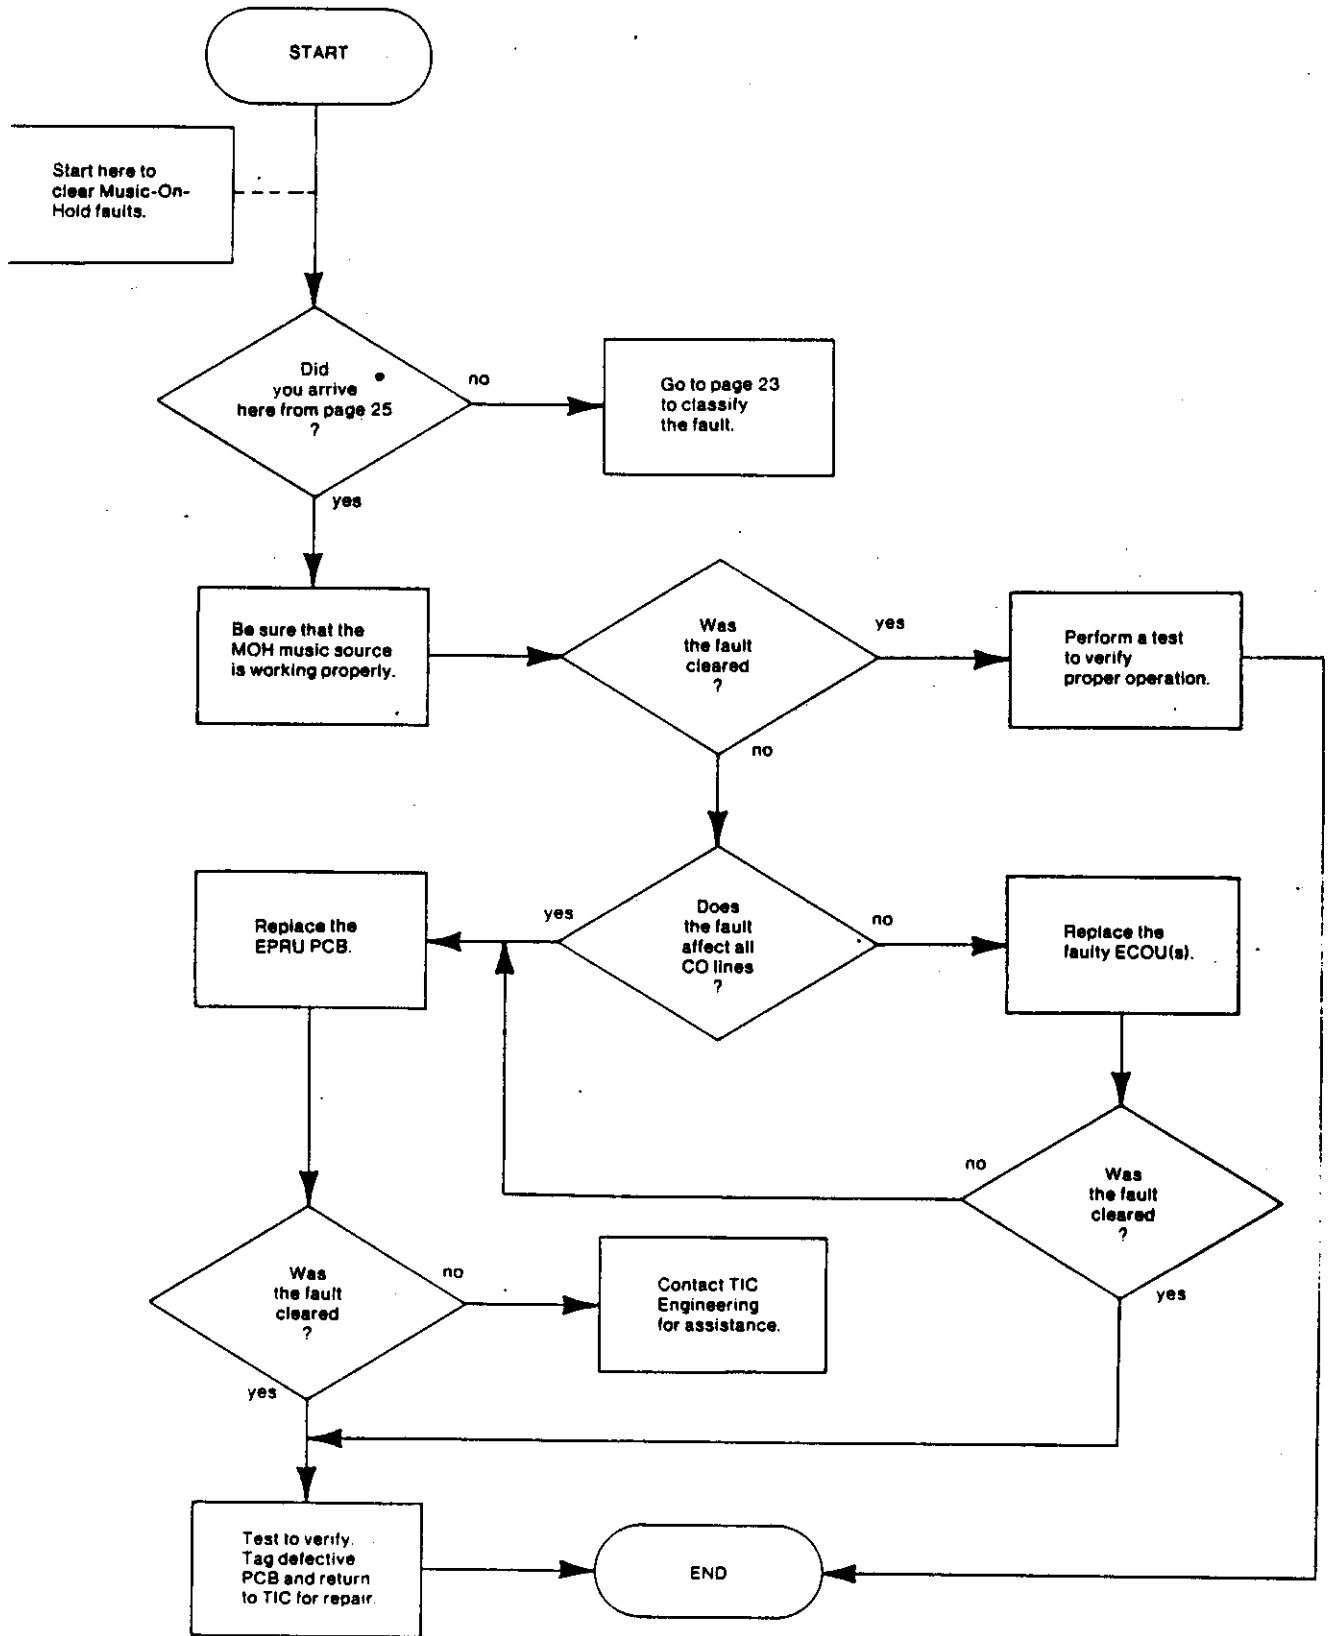 START
Start here to
clear Music-On-
Hold faults.
Did
you arrive
here from page 25
?
no
Go to page 23
to classify
the fault.
yes
Be sure that the
MOH music source
is working properly.
Was
the fault
cleared
?
yes
Perform a test
to verify
proper operation.
no
Does
the fault
affect all
CO lines
?
yes
Replace the
EPRU PCB.
no
Replace the
faulty ECOU(s).
Was
the fault
cleared
?
no
yes
Was
the fault
cleared
?
no
Contact TIC
Engineering
for assistance.
yes
Test to verify.
Tag defective
PCB and return
to TIC for repair.
END